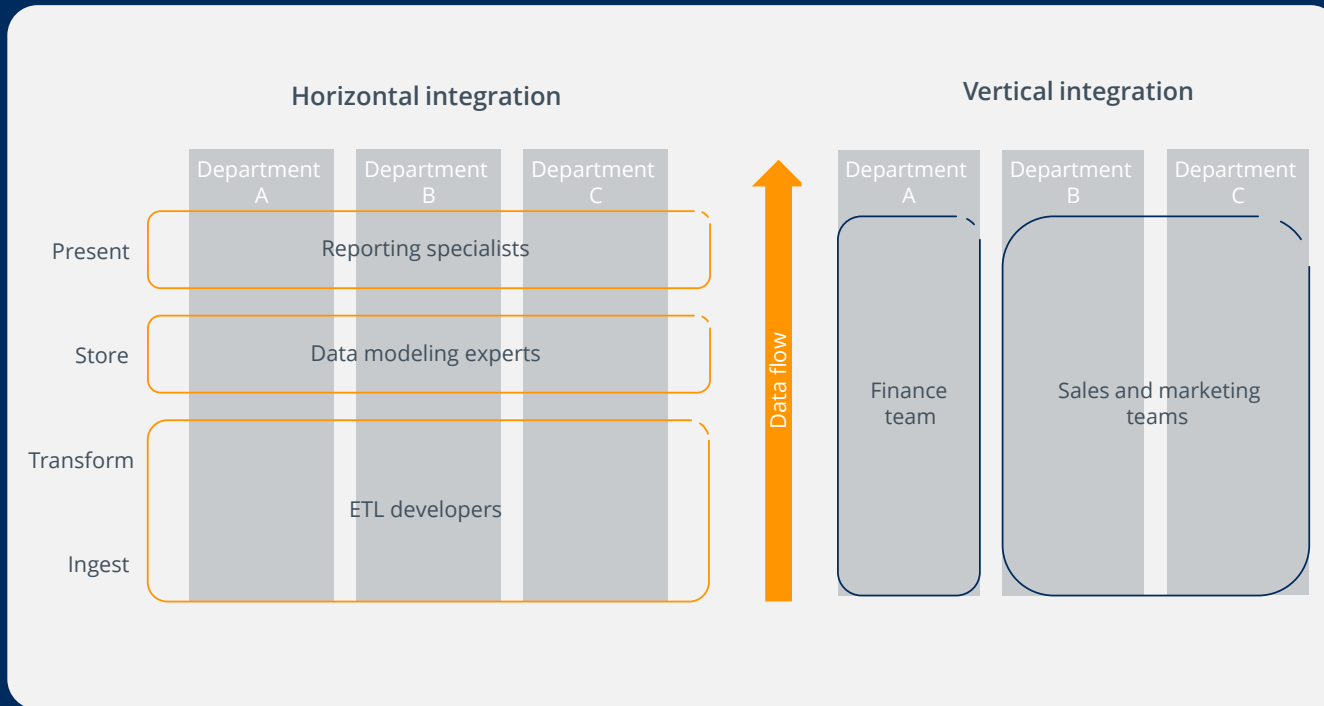 Horizontal integration
Department
A
Department
B
Department
C
Present
Reporting specialists
Store
Data modeling experts
Transform
ETL developers
Ingest
Data flow
Vertical integration
Department
A
Department
B
Department
C
Finance
team
Sales and marketing
teams